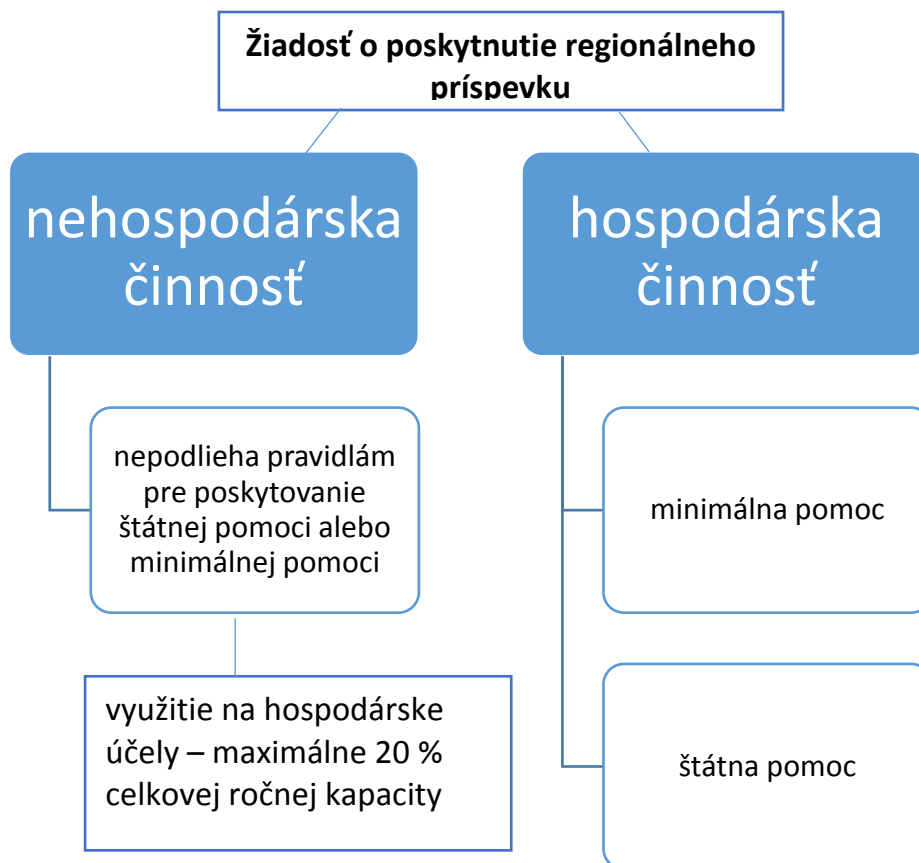 Žiadosť o poskytnutie regionálneho
príspevku
nehospodárska
činnosť
hospodárska
činnosť
nepodlieha pravidlám
pre poskytovanie
štátnej pomoci alebo
minimálnej pomoci
minimálna pomoc
využitie na hospodárske
účely – maximálne 20 %
celkovej ročnej kapacity
štátna pomoc